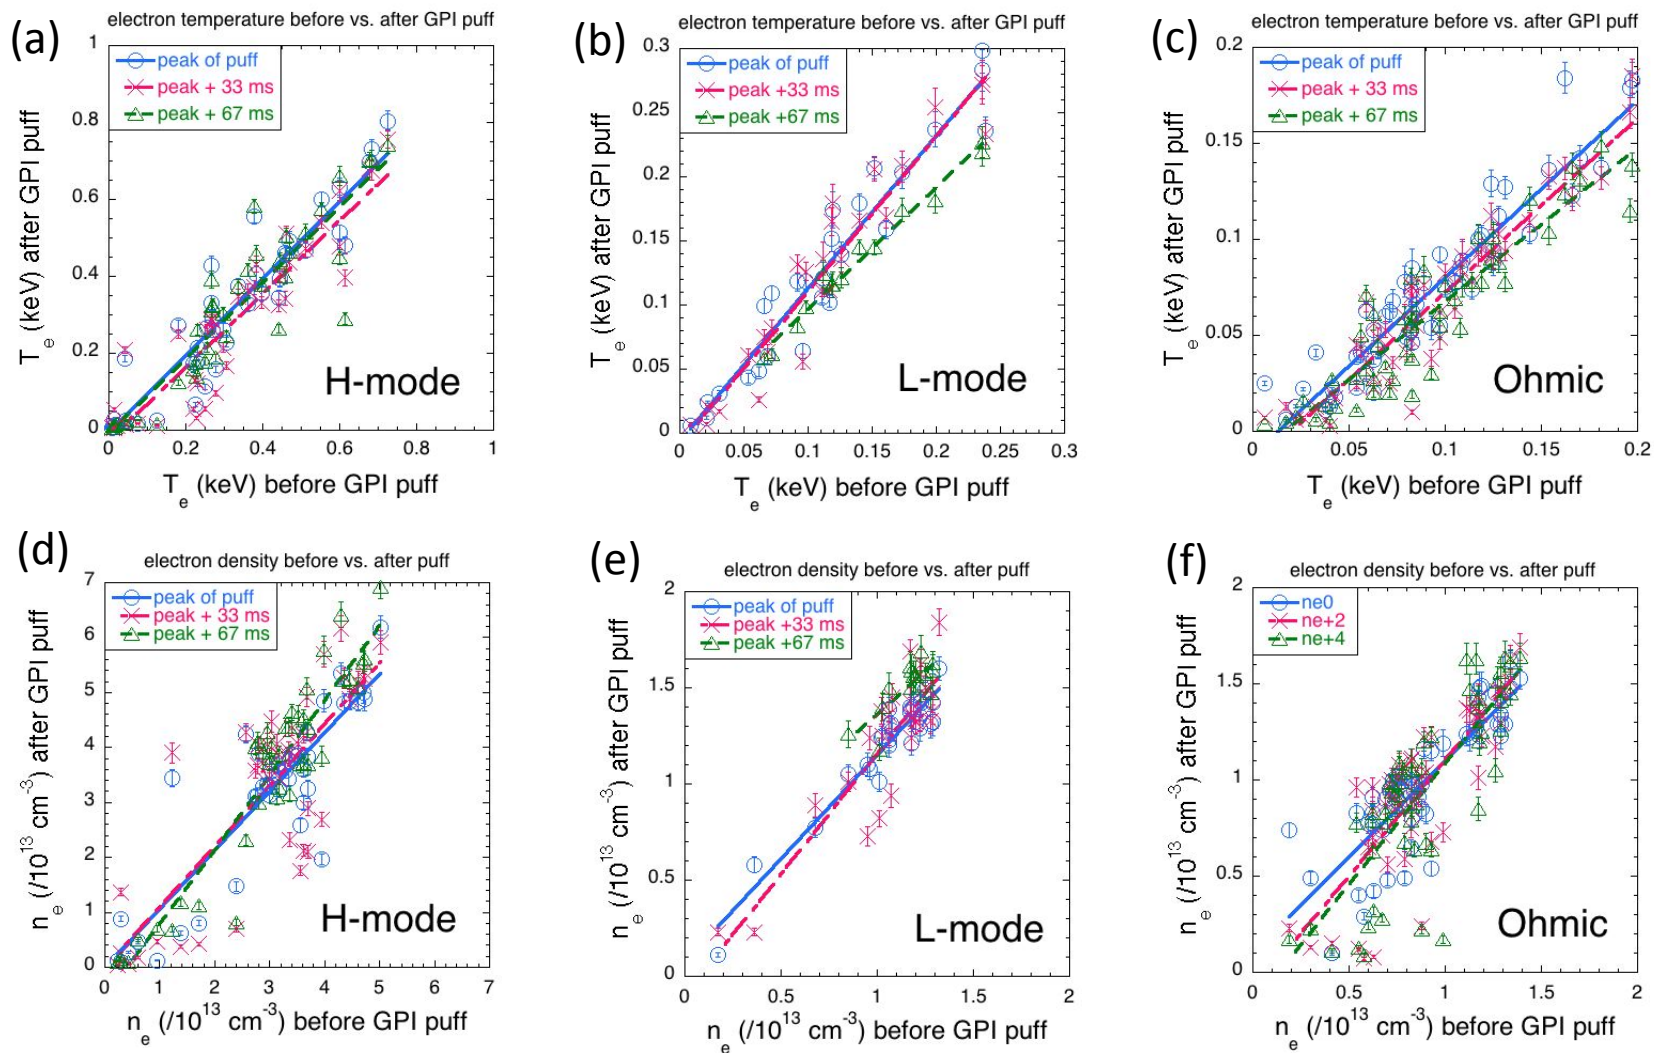 (a)
electron temperature before vs. after GPI puff
peak of puff
peak + 33 ms
peak + 67 ms
T_e (keV) after GPI puff
1
0.8
0.6
0.4
0.2
0
H-mode
0 0.2 0.4 0.6 0.8 1
T_e (keV) before GPI puff
(b)
electron temperature before vs. after GPI puff
peak of puff
peak +33 ms
peak +67 ms
T_e (keV) after GPI puff
0.3
0.25
0.2
0.15
0.1
0.05
0
L-mode
0 0.05 0.1 0.15 0.2 0.25 0.3
T_e (keV) before GPI puff
(c)
electron temperature before vs. after GPI puff
peak of puff
peak + 33 ms
peak + 67 ms
T_e (keV) after GPI puff
0.2
0.15
0.1
0.05
0
Ohmic
0 0.05 0.1 0.15 0.2
T_e (keV) before GPI puff
(d)
electron density before vs. after puff
peak of puff
peak + 33 ms
peak + 67 ms
n_e (/10^13 cm^-3) after GPI puff
7
6
5
4
3
2
1
0
H-mode
0 1 2 3 4 5 6 7
n_e (/10^13 cm^-3) before GPI puff
(e)
electron density before vs. after puff
peak of puff
peak +33 ms
peak +67 ms
n_e (/10^13 cm^-3) after GPI puff
2
1.5
1
0.5
0
L-mode
0 0.5 1 1.5 2
n_e (/10^13 cm^-3) before GPI puff
(f)
electron density before vs. after puff
ne0
ne+2
ne+4
n_e (/10^13 cm^-3) after GPI puff
2
1.5
1
0.5
0
Ohmic
0 0.5 1 1.5 2
n_e (/10^13 cm^-3) before GPI puff